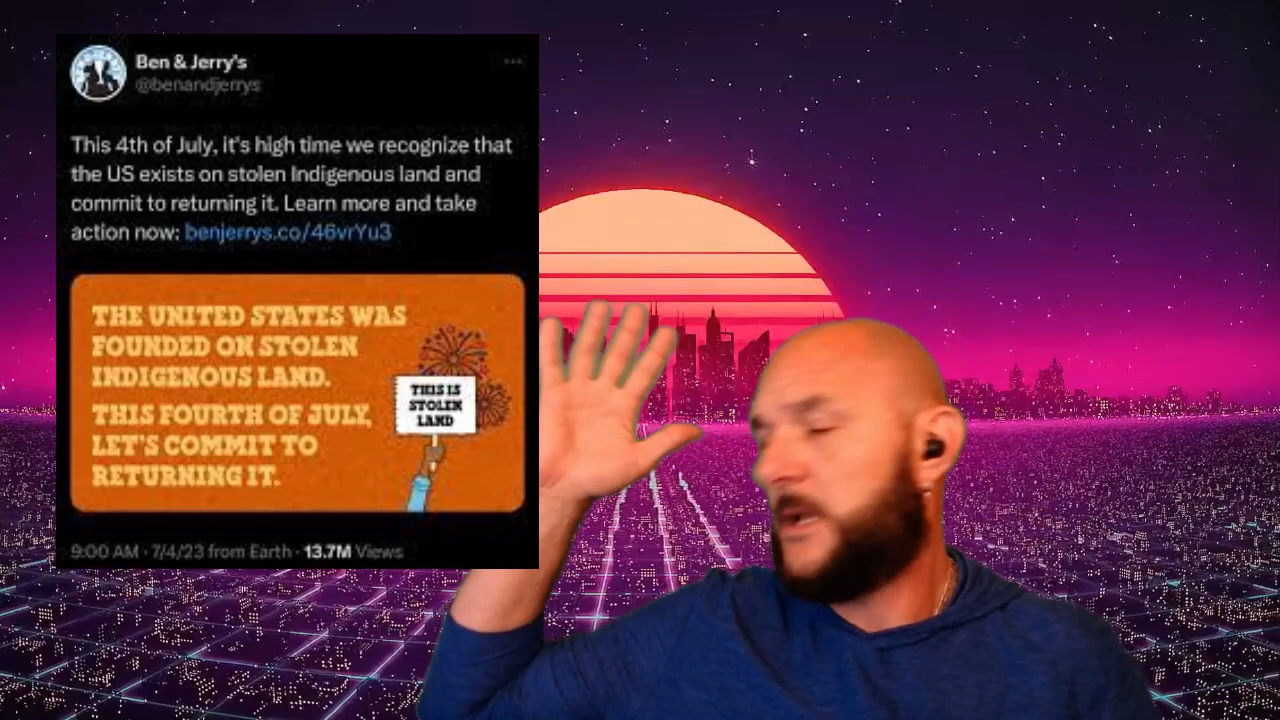 Ben & Jerry's
@benandjerrys
This 4th of July, it's high time we recognize that
the US exists on stolen Indigenous land and
commit to returning it. Learn more and take
action now: benjerrys.co/46vrYu3
THE UNITED STATES WAS
FOUNDED ON STOLEN
INDIGENOUS LAND.
THIS FOURTH OF JULY,
LET'S COMMIT TO
RETURNING IT.
THIS IS
STOLEN
LAND
9:00 AM · 7/4/23 from Earth · 13.7M Views